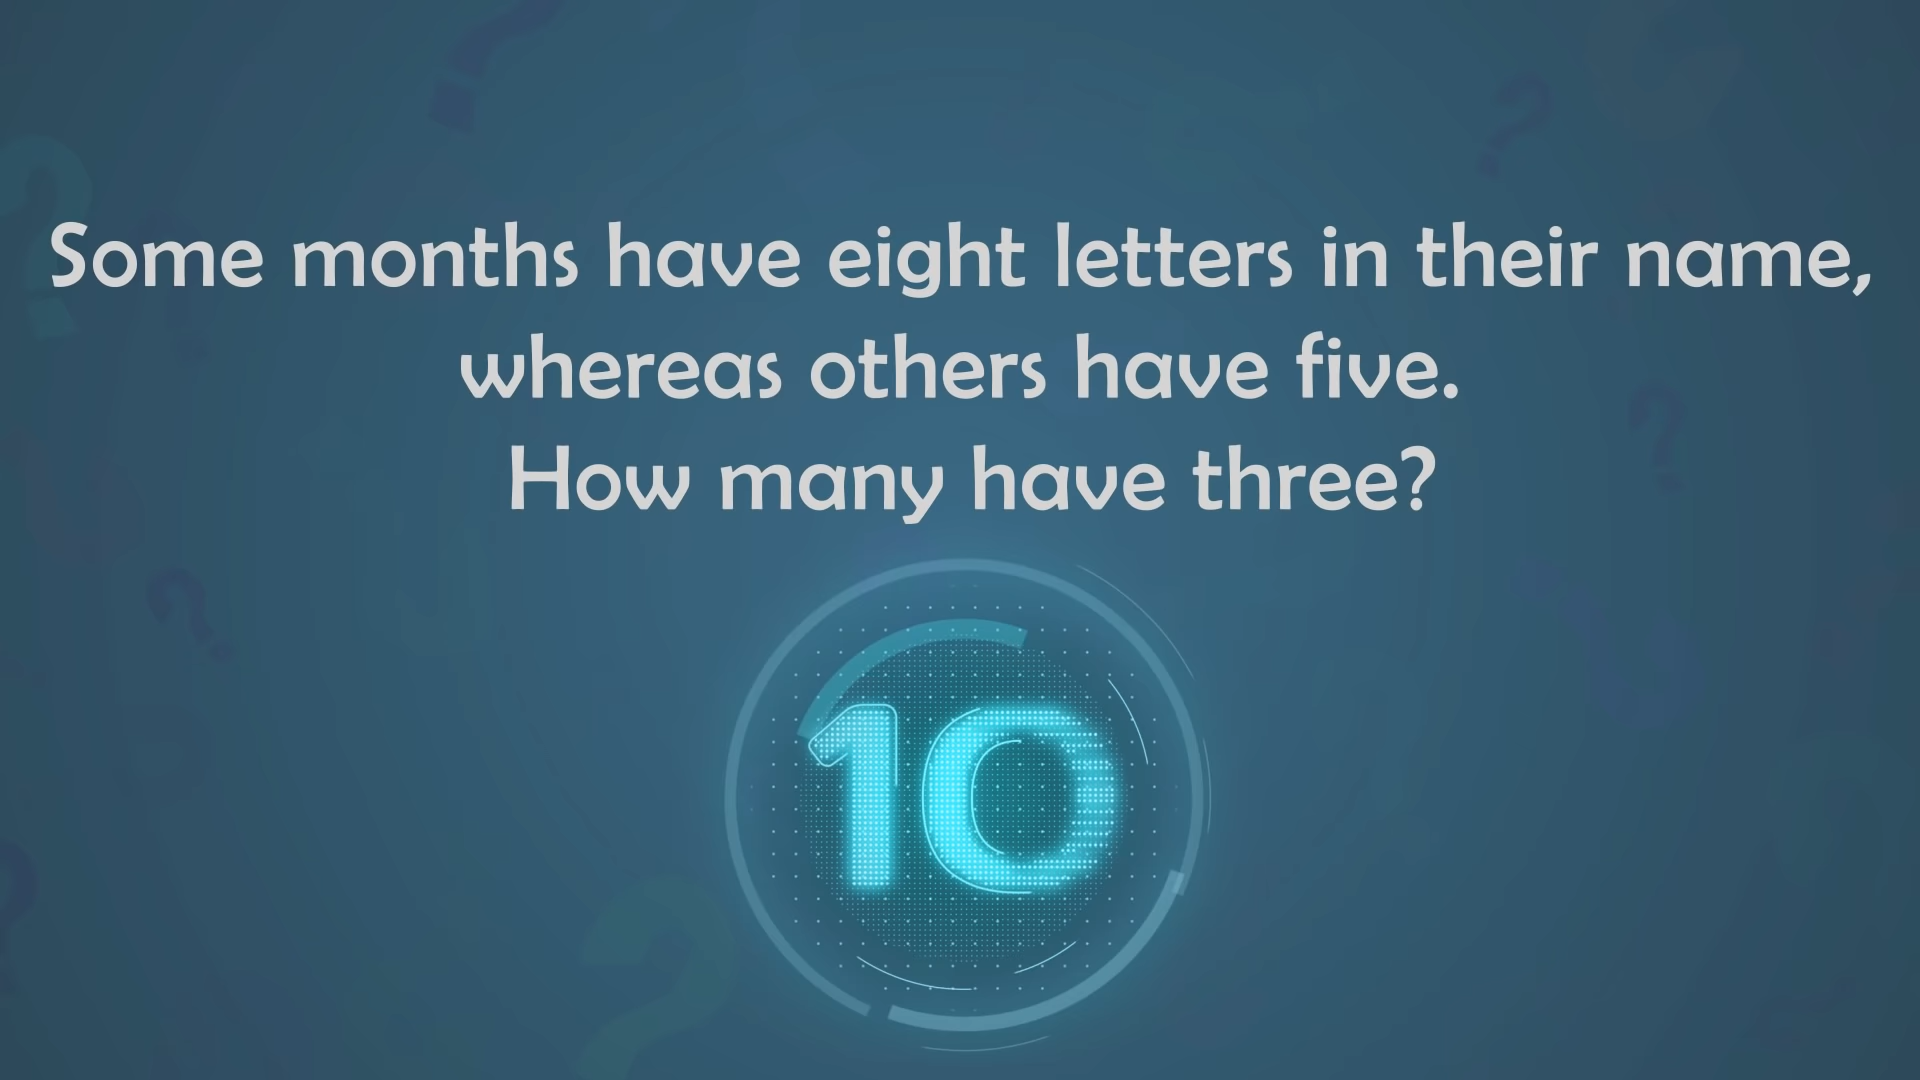 Some months have eight letters in their name,
whereas others have five.
How many have three?
10